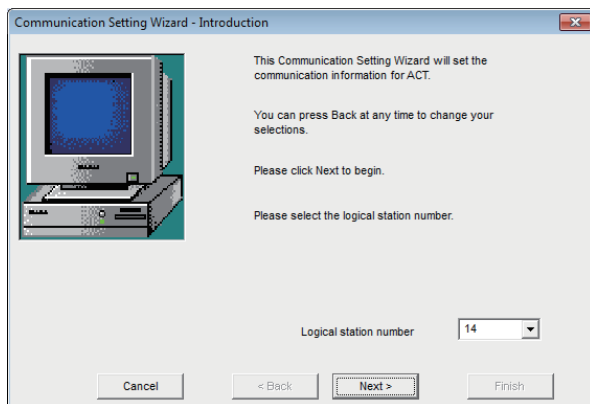 Communication Setting Wizard - Introduction
This Communication Setting Wizard will set the
communication information for ACT.
You can press Back at any time to change your
selections.
Please click Next to begin.
Please select the logical station number.
Logical station number 14
Cancel < Back Next > Finish